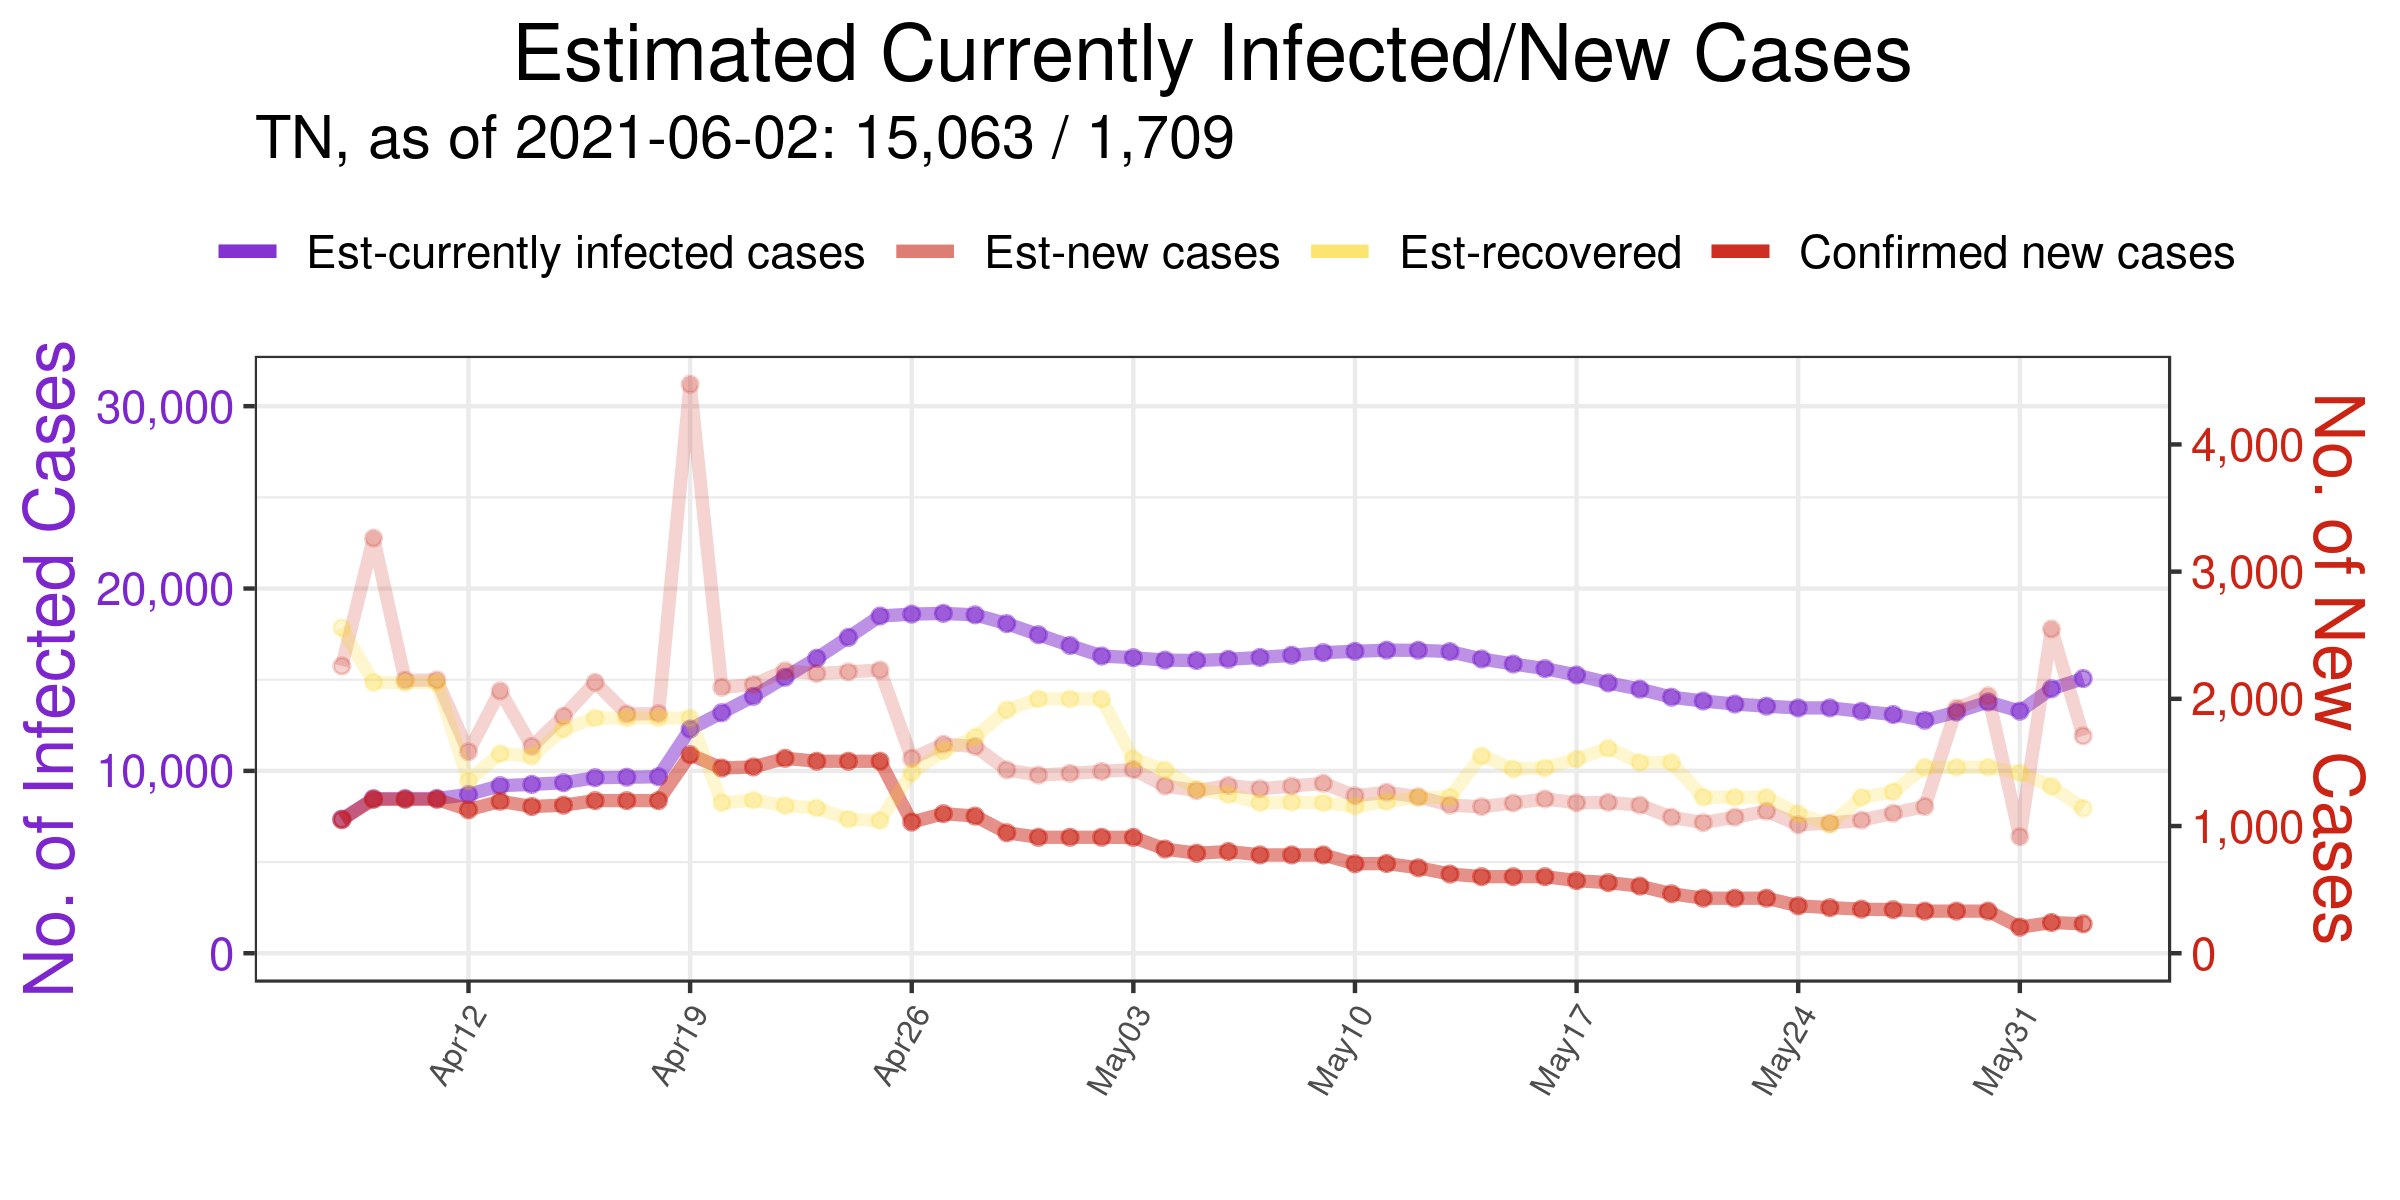 Estimated Currently Infected/New Cases
TN, as of 2021-06-02: 15,063 / 1,709
Est-currently infected cases
Est-new cases
Est-recovered
Confirmed new cases
No. of Infected Cases
30,000
20,000
10,000
0
4,000
3,000
2,000
1,000
0
No. of New Cases
Apr12
Apr19
Apr26
May03
May10
May17
May24
May31